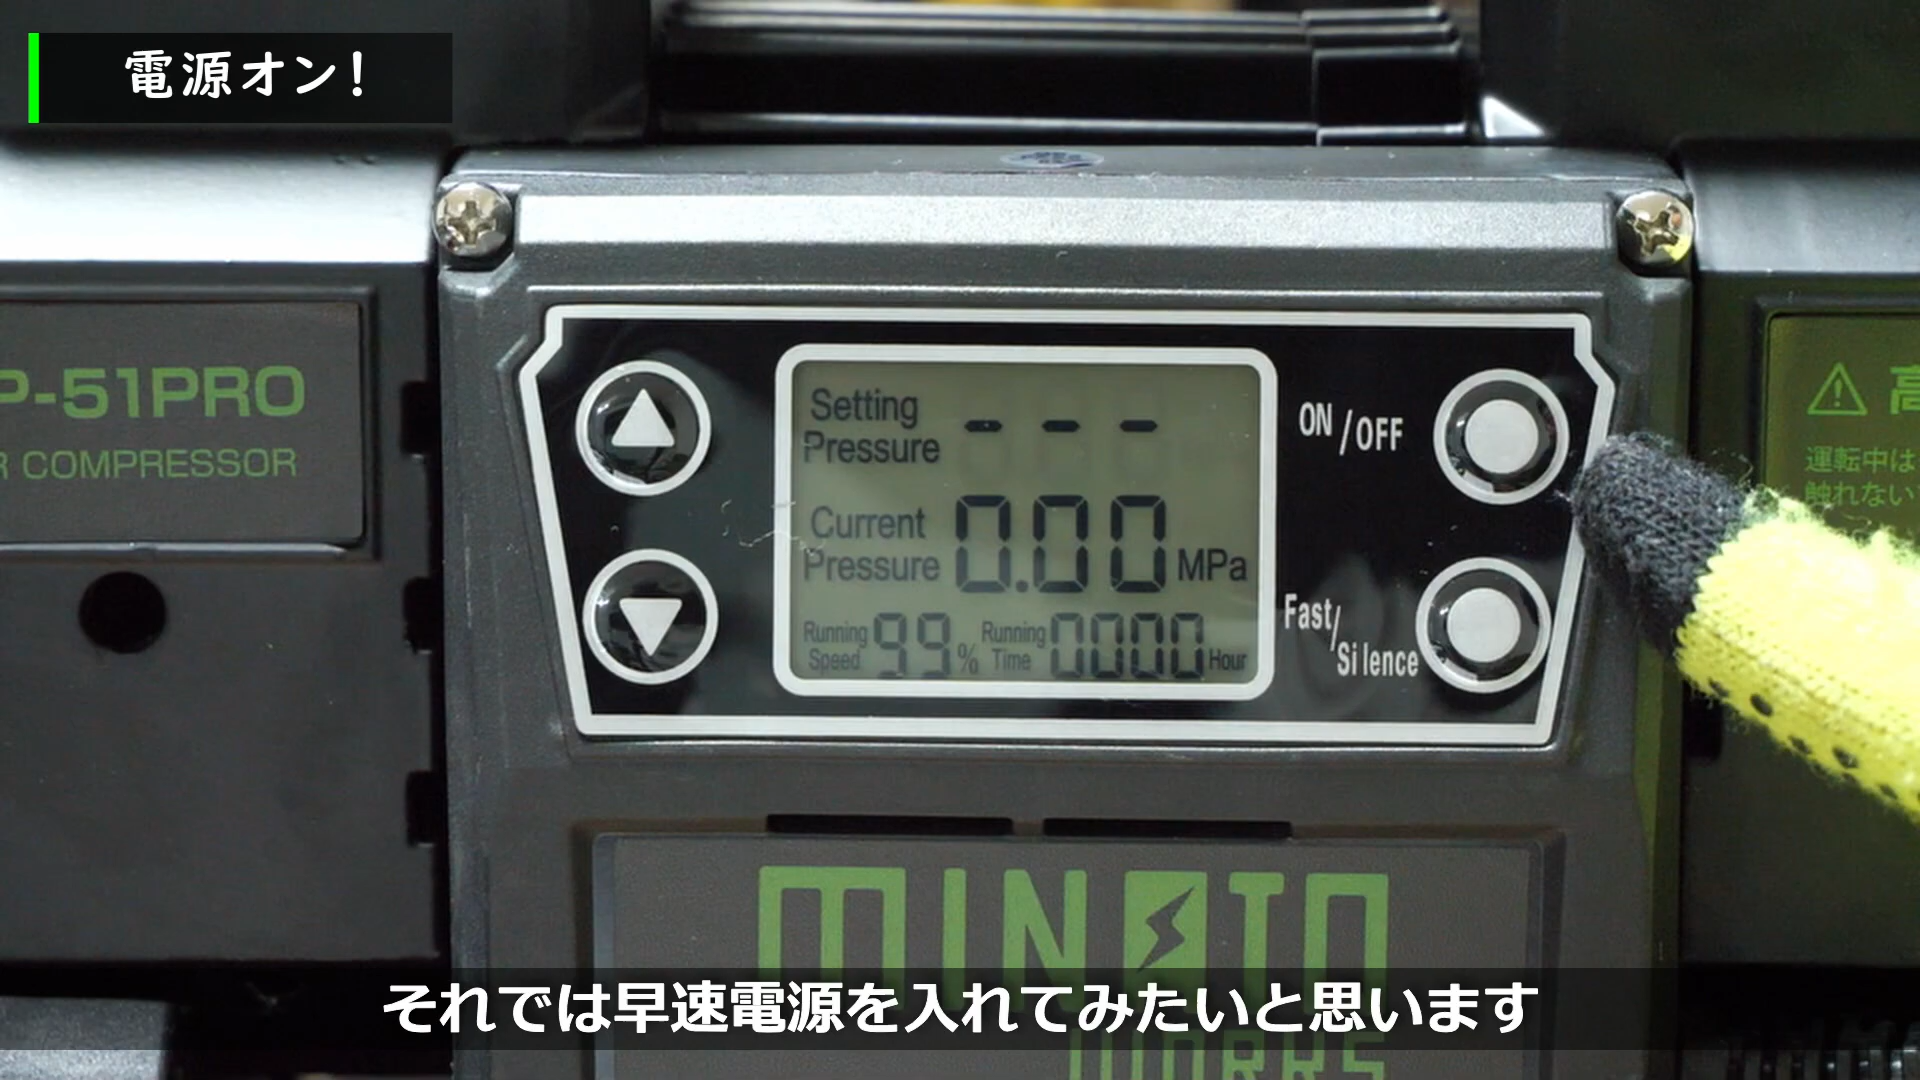 電源オン!
P-51PRO
R COMPRESSOR
Setting
Pressure
---
Current
Pressure
0.00 MPa
Running
Speed
99 %
Running
Time
0000 Hour
ON/OFF
Fast/
Silence
高
運転中は
触れない
MINATO
WORKS
それでは早速電源を入れてみたいと思います